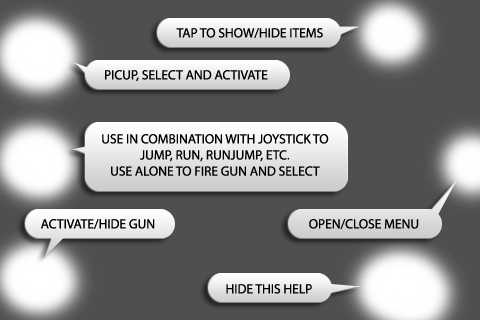 TAP TO SHOW/HIDE ITEMS
PICUP, SELECT AND ACTIVATE
USE IN COMBINATION WITH JOYSTICK TO
JUMP, RUN, RUNJUMP, ETC.
USE ALONE TO FIRE GUN AND SELECT
ACTIVATE/HIDE GUN
OPEN/CLOSE MENU
HIDE THIS HELP